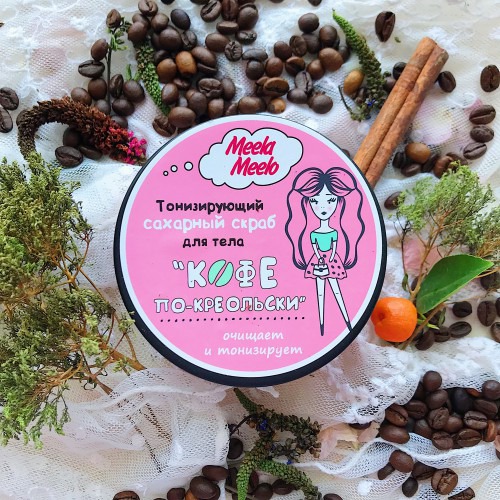 Meela
Meelo
Тонизирующий
сахарный скраб
для тела
"КОФЕ
ПО-КРЕОЛЬСКИ"
очищает
и тонизирует